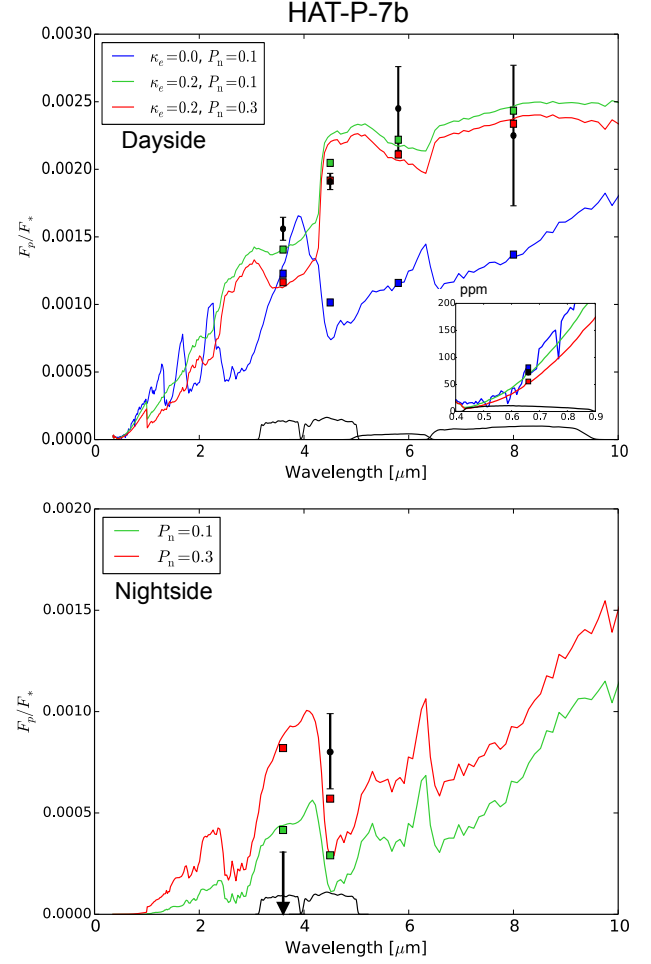 HAT-P-7b
κe=0.0, Pn=0.1
κe=0.2, Pn=0.1
κe=0.2, Pn=0.3
Dayside
0.0030
0.0025
0.0020
0.0015
0.0010
0.0005
0.0000
Fp/F*
ppm
200
150
100
50
0
0.4 0.5 0.6 0.7 0.8 0.9
0 2 4 6 8 10
Wavelength [μm]
Pn=0.1
Pn=0.3
Nightside
0.0020
0.0015
0.0010
0.0005
0.0000
Fp/F*
0 2 4 6 8 10
Wavelength [μm]